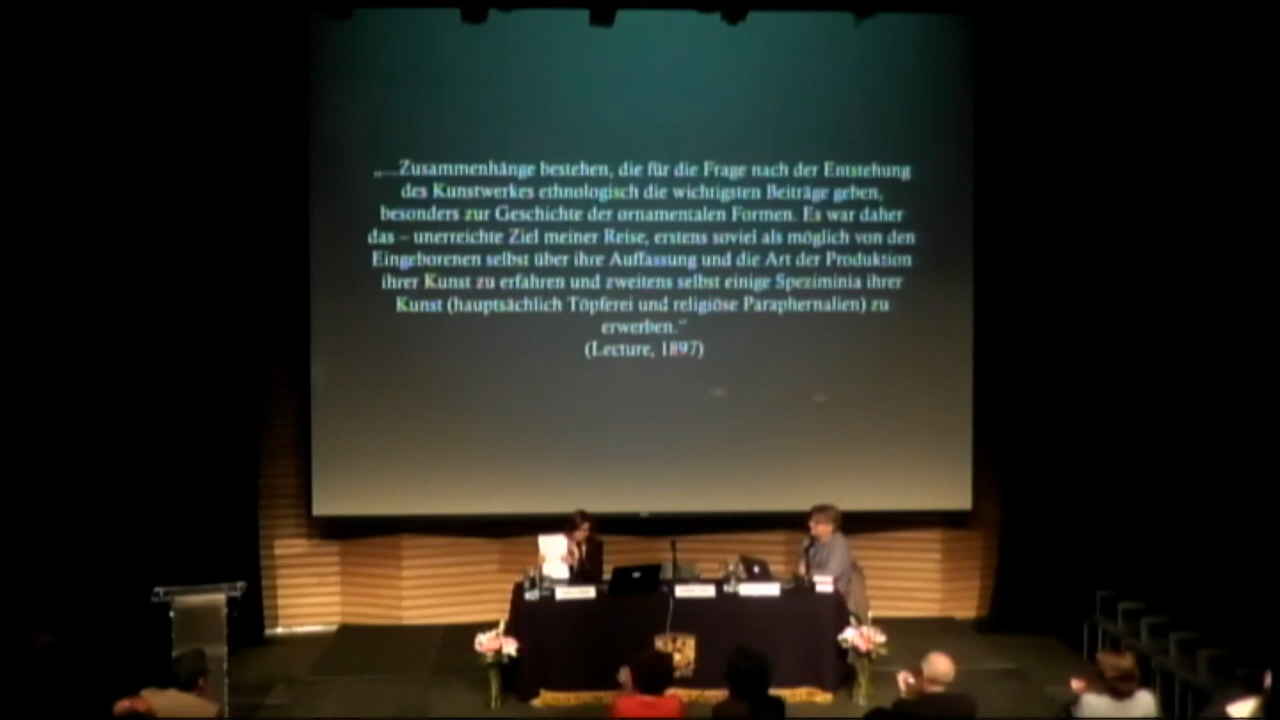 „...Zusammenhänge bestehen, die für die Frage nach der Entstehung
des Kunstwerkes ethnologisch die wichtigsten Beiträge geben,
besonders zur Geschichte der ornamentalen Formen. Es war daher
das – unerreichte Ziel meiner Reise, erstens soviel als möglich von den
Eingeborenen selbst über ihre Auffassung und die Art der Produktion
ihrer Kunst zu erfahren und zweitens selbst einige Speziminia ihrer
Kunst (hauptsächlich Töpferei und religiöse Paraphernalien) zu
erwerben.“
(Lecture, 1897)